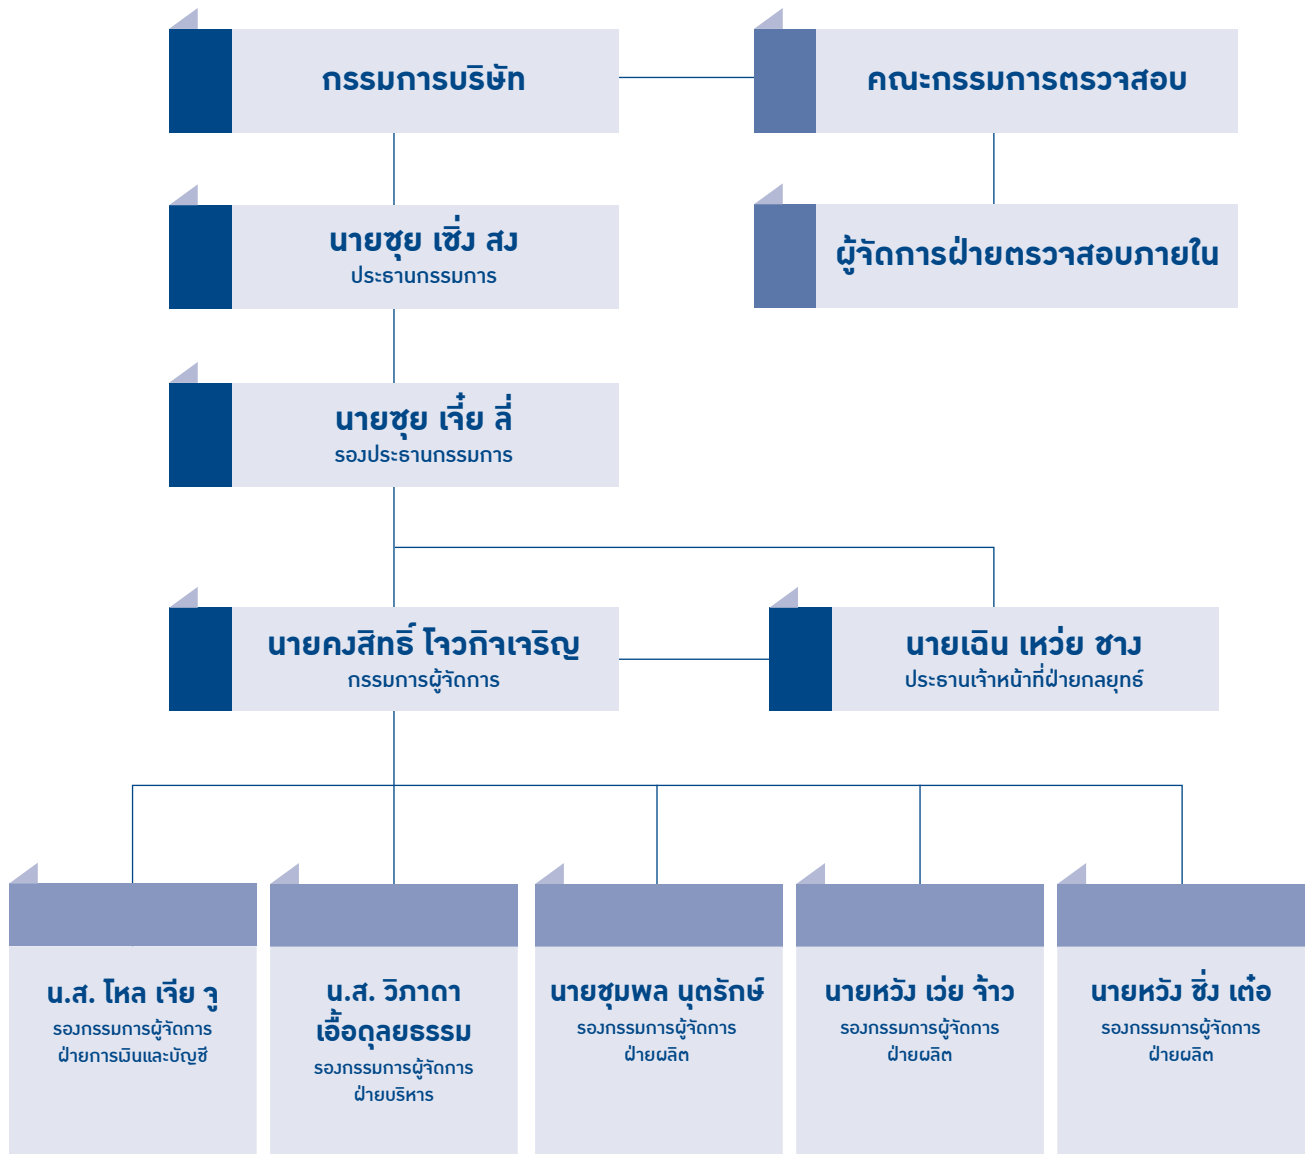 กรรมการบริษัท
คณะกรรมการตรวจสอบ
นายซุย เซิ่ง สง
ประธานกรรมการ
ผู้จัดการฝ่ายตรวจสอบภายใน
นายซุย เจี๋ย ลี่
รองประธานกรรมการ
นายคงสิทธิ์ โจวกิจเจริญ
กรรมการผู้จัดการ
นายเฉิน เหว่ย ชาง
ประธานเจ้าหน้าที่ฝ่ายกลยุทธ์
น.ส. โหล เจีย จู
รองกรรมการผู้จัดการ
ฝ่ายการเงินและบัญชี
น.ส. วิภาดา
เอื้อดุลยธรรม
รองกรรมการผู้จัดการ
ฝ่ายบริหาร
นายชุมพล นุตรักษ์
รองกรรมการผู้จัดการ
ฝ่ายผลิต
นายหวัง เว่ย จ้าว
รองกรรมการผู้จัดการ
ฝ่ายผลิต
นายหวัง ชิ่ง เต๋อ
รองกรรมการผู้จัดการ
ฝ่ายผลิต